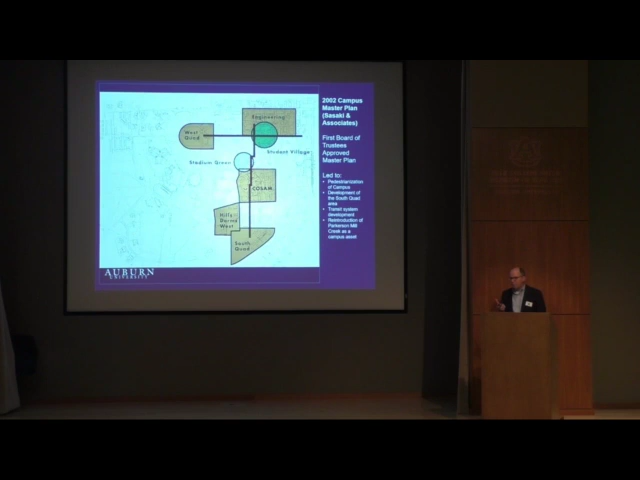 2002 Campus
Master Plan
(Sasaki &
Associates)
First Board of
Trustees
Approved
Master Plan
Led to:
• Pedestrianization
of Campus
• Development of
the South Quad
area
• Transit system
development
• Reintroduction of
Parkerson Mill
Creek as a
campus asset
Engineering
West
Quad
Student Village
Stadium Green
COSAM
Hills
Dorms
West
South
Quad
AUBURN
UNIVERSITY